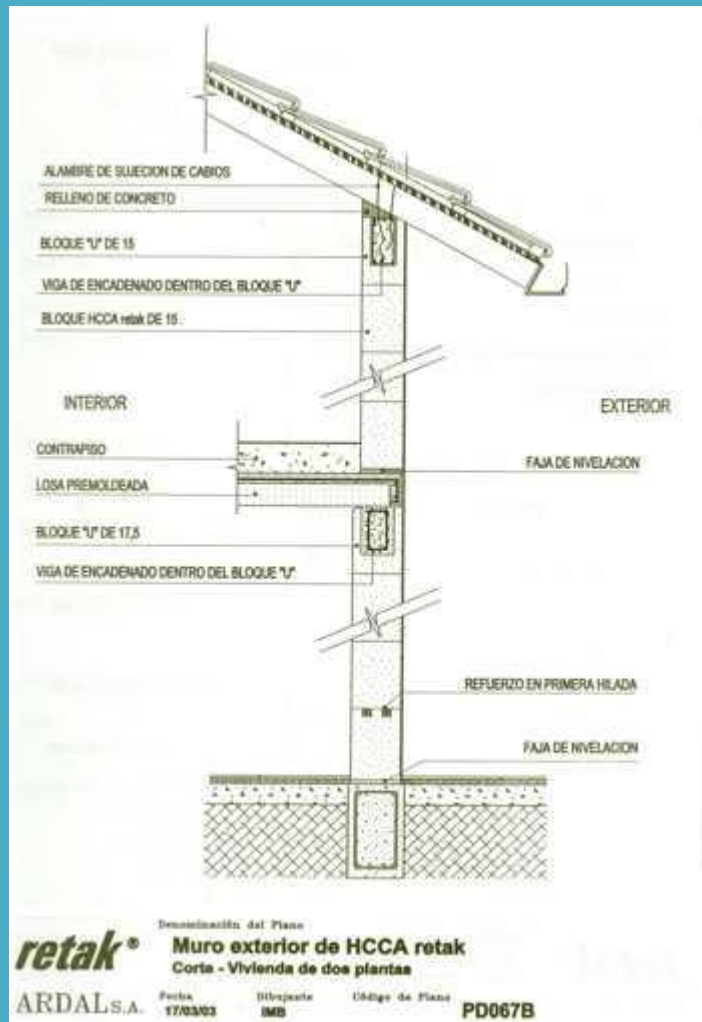 ALAMBRE DE SUJECION DE CABIOS
RELLENO DE CONCRETO
BLOQUE "U" DE 15
VIGA DE ENCADENADO DENTRO DEL BLOQUE "U"
BLOQUE HCCA retak DE 15
INTERIOR
EXTERIOR
CONTRAPISO
FAJA DE NIVELACION
LOSA PREMOLDEADA
BLOQUE "U" DE 17,5
VIGA DE ENCADENADO DENTRO DEL BLOQUE "U".
REFUERZO EN PRIMERA HILADA
FAJA DE NIVELACION
retak®
ARDAL S.A.
Denominación del Plano
Muro exterior de HCCA retak
Corte - Vivienda de dos plantas
Fecha Dibujante Código de Plano
17/03/03 IMB PD067B